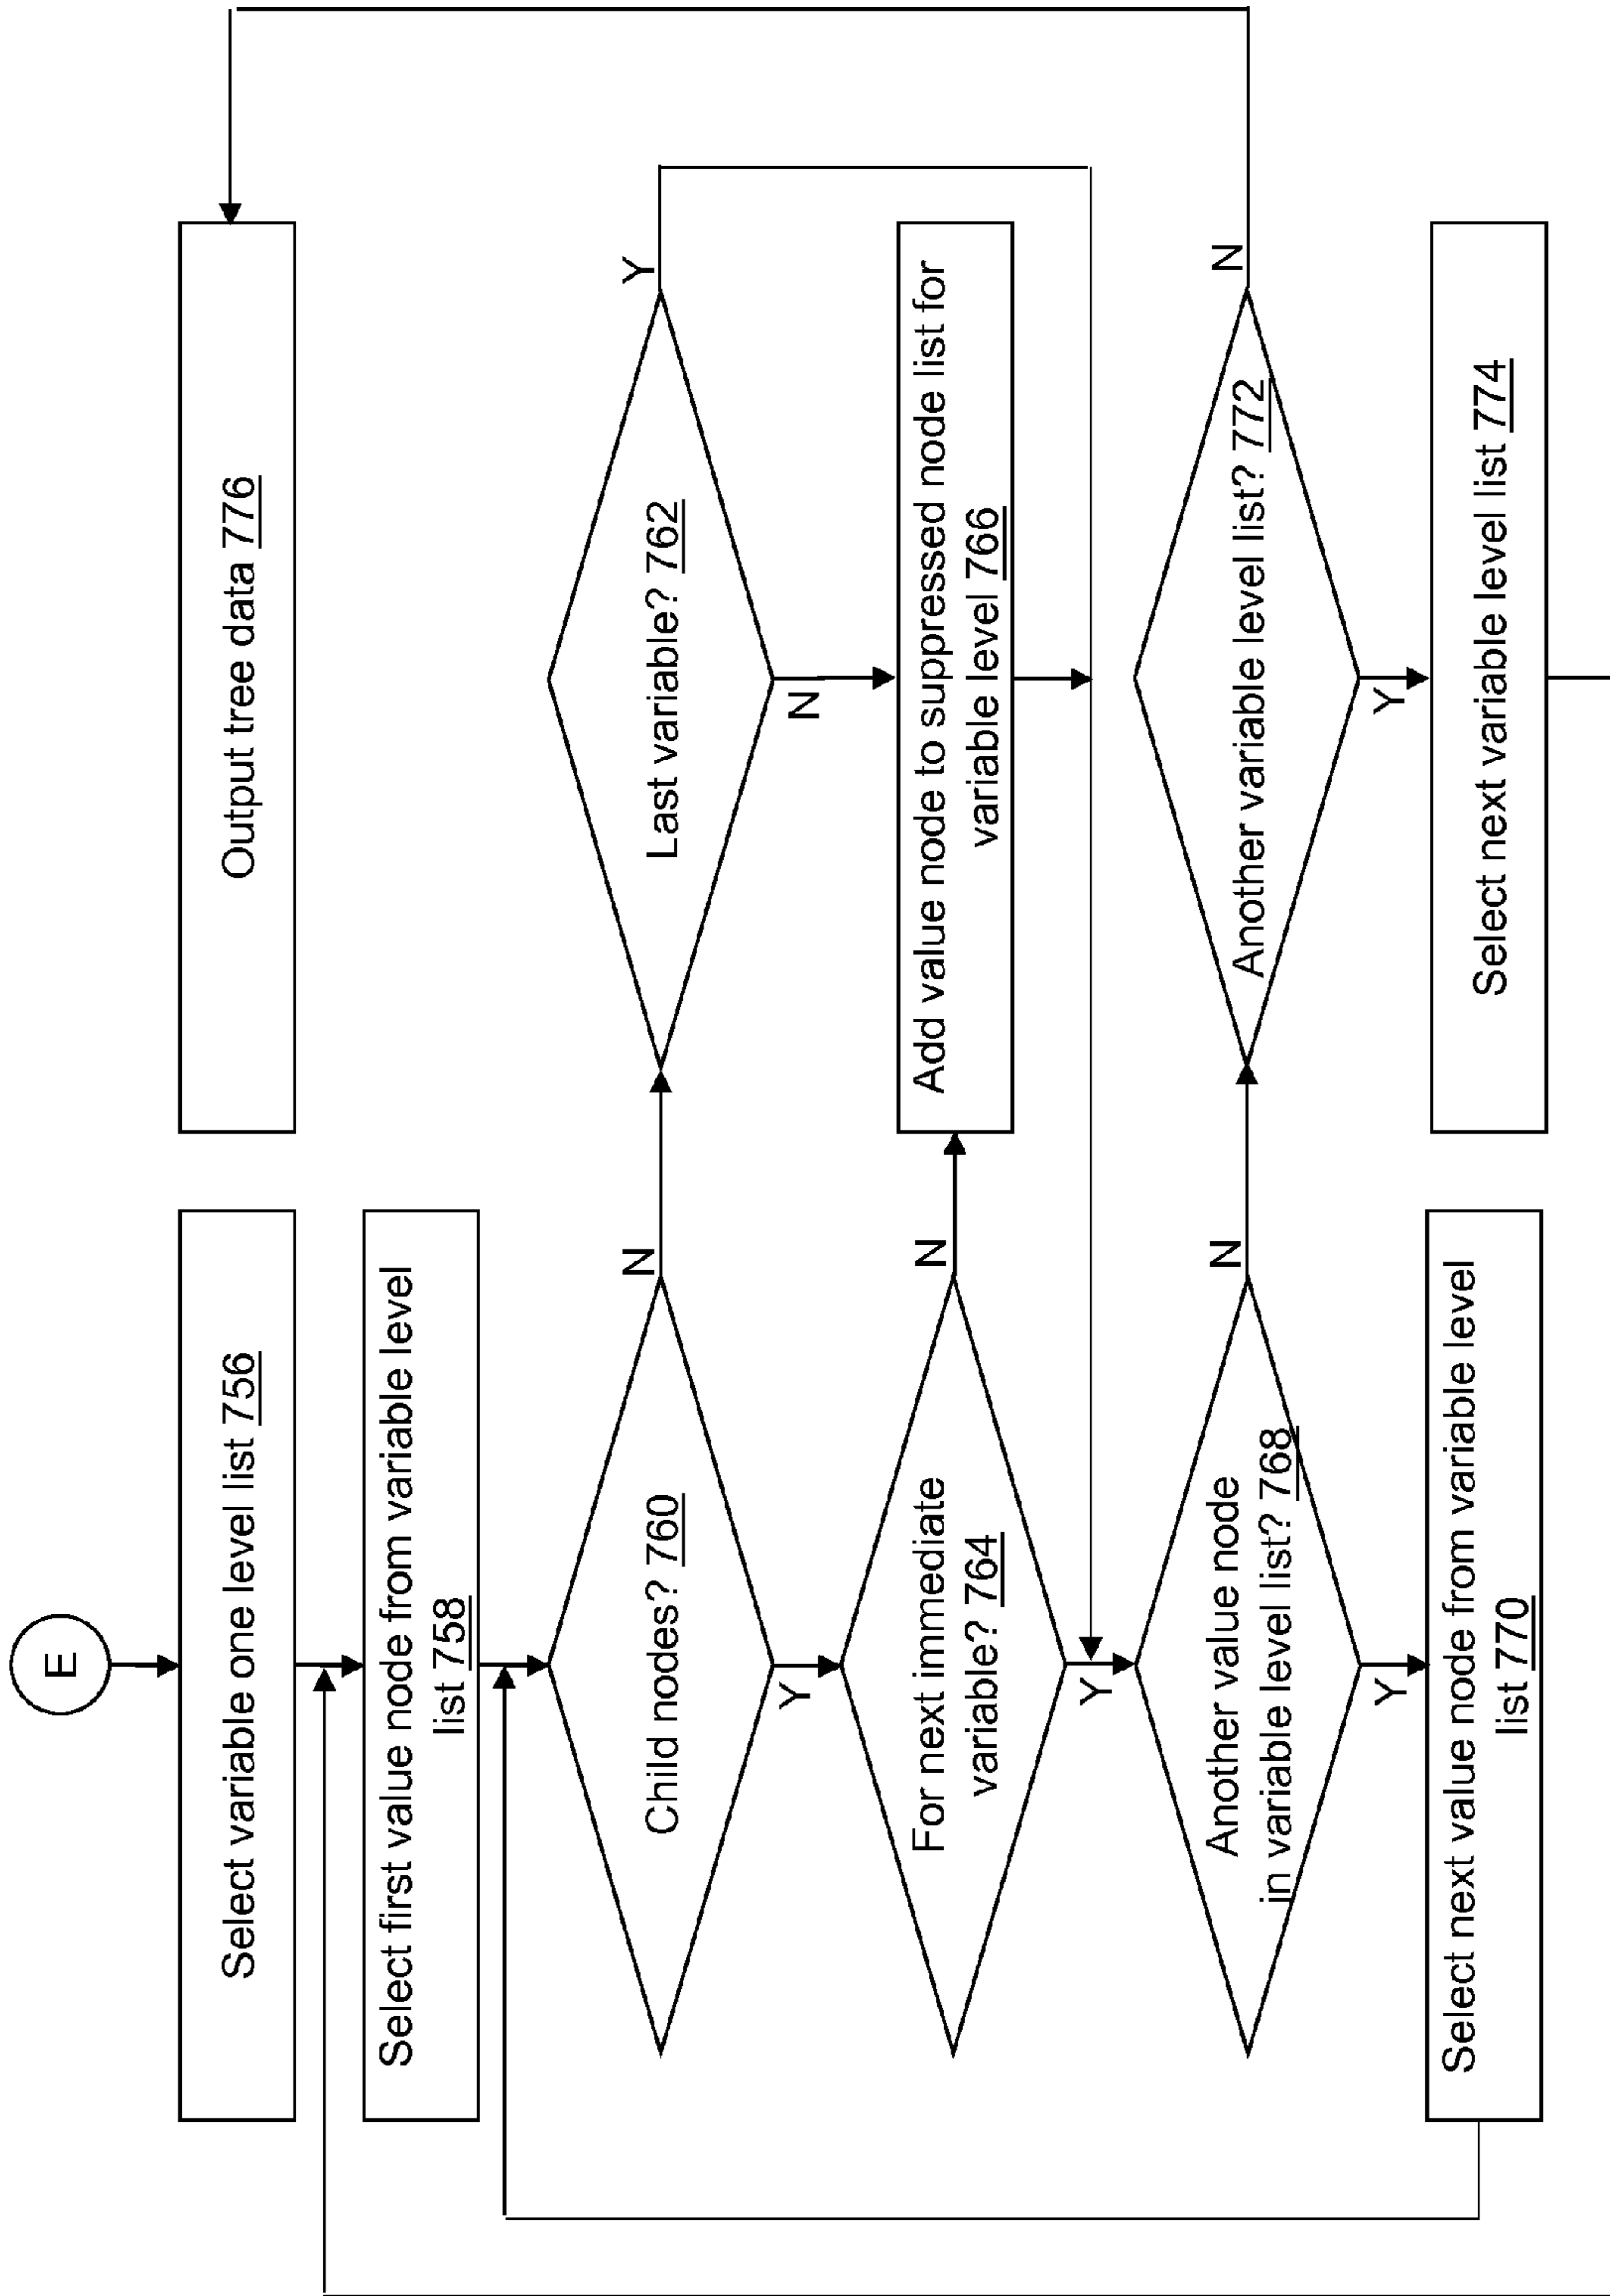 E
Select variable one level list 756
Select first value node from variable level
list 758
Child nodes? 760
N
Y
Last variable? 762
Y
N
For next immediate
variable? 764
N
Y
Add value node to suppressed node list for
variable level 766
Another value node
in variable level list? 768
N
Y
Select next value node from variable level
list 770
Another variable level list? 772
N
Y
Select next variable level list 774
Output tree data 776